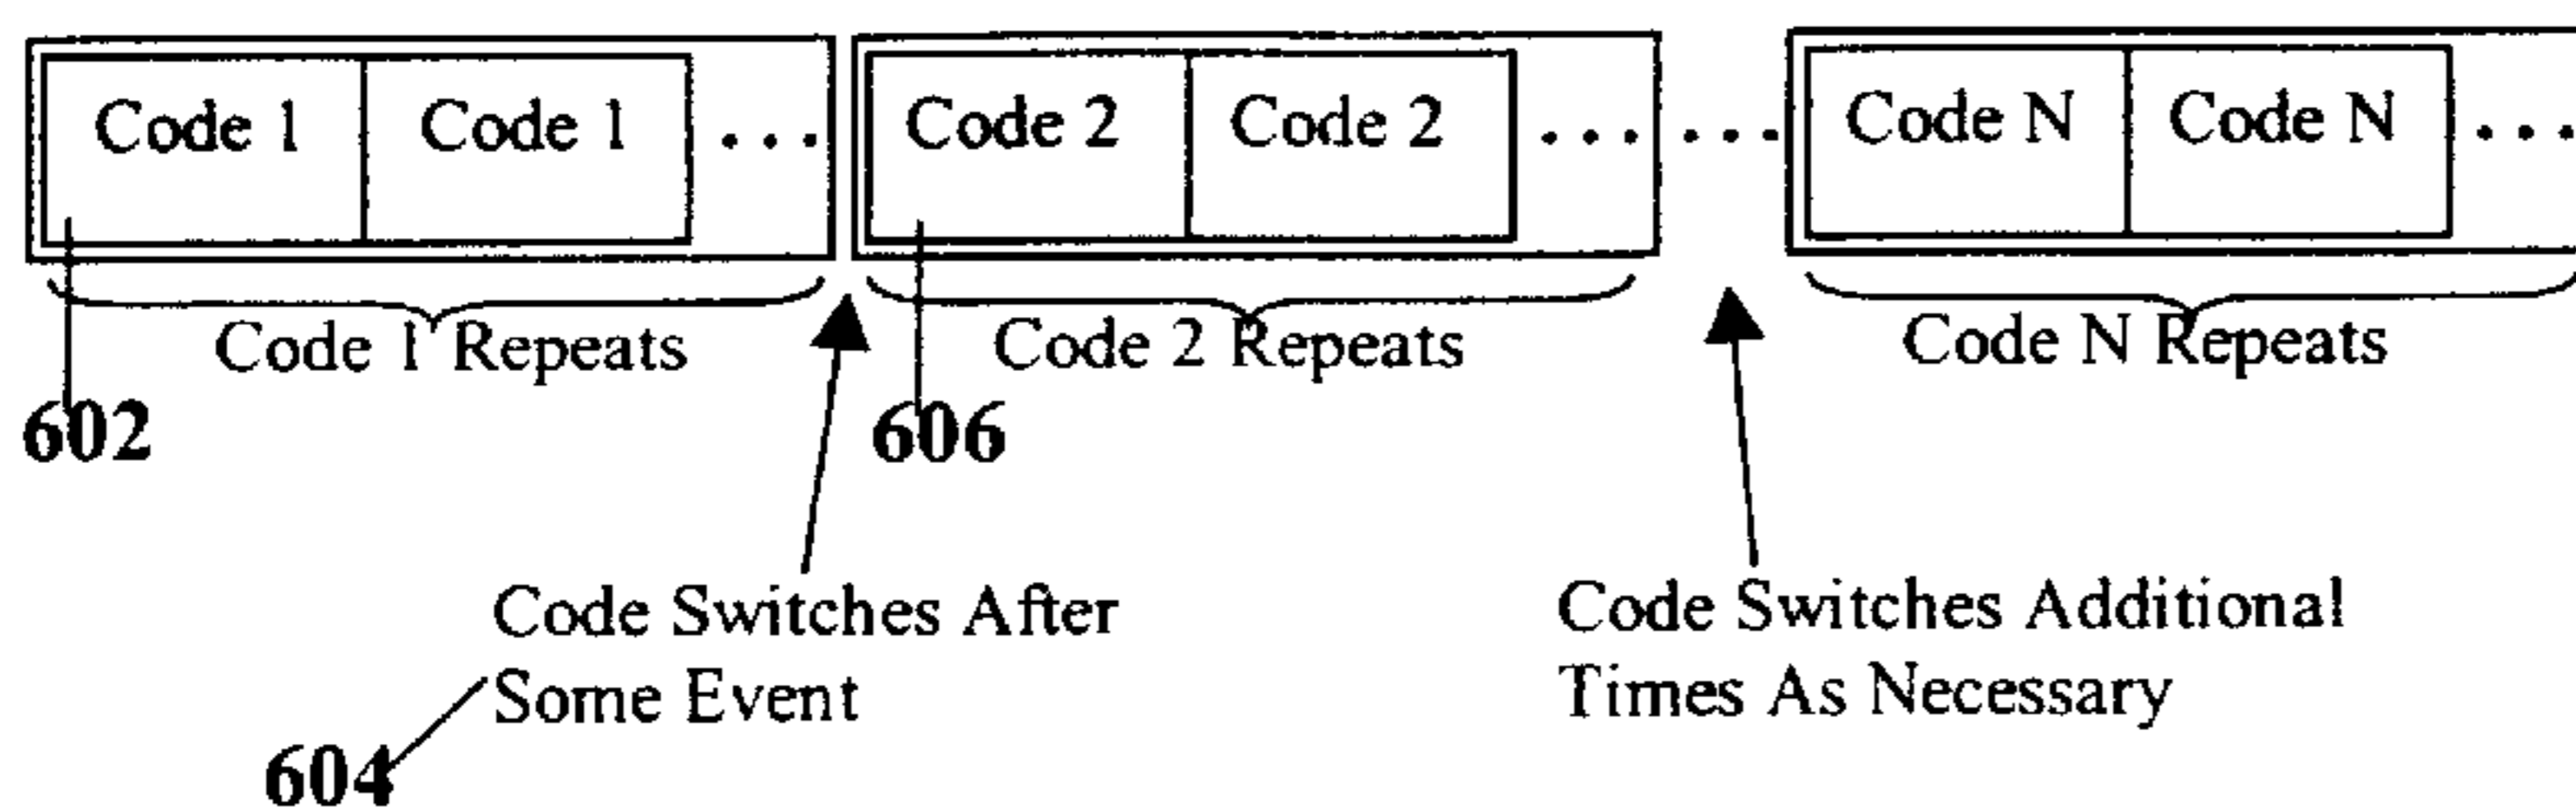 Code 1 Code 1 ... Code 2 Code 2 ... ... Code N Code N ...
Code 1 Repeats Code 2 Repeats Code N Repeats
602 606
Code Switches After
Some Event
604
Code Switches Additional
Times As Necessary